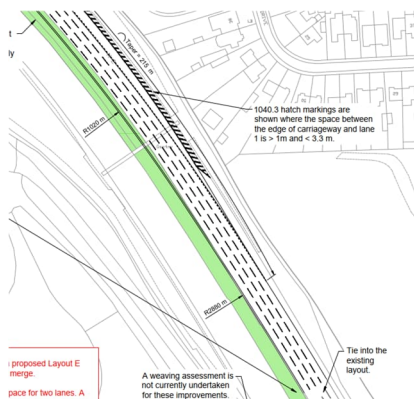 t
ly
Taper = 215 m
1040.3 hatch markings are
shown where the space between
the edge of carriageway and lane
1 is > 1m and < 3.3 m.
R1020 m
R2880 m
proposed Layout E
merge.
pace for two lanes. A
A weaving assessment is
not currently undertaken
for these improvements.
Tie into the
existing
layout.